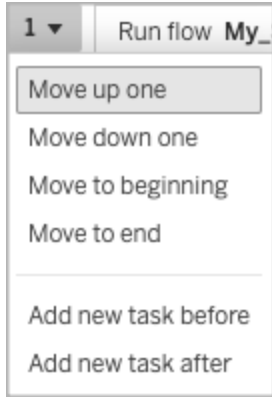 1 Run flow My_
Move up one
Move down one
Move to beginning
Move to end
Add new task before
Add new task after